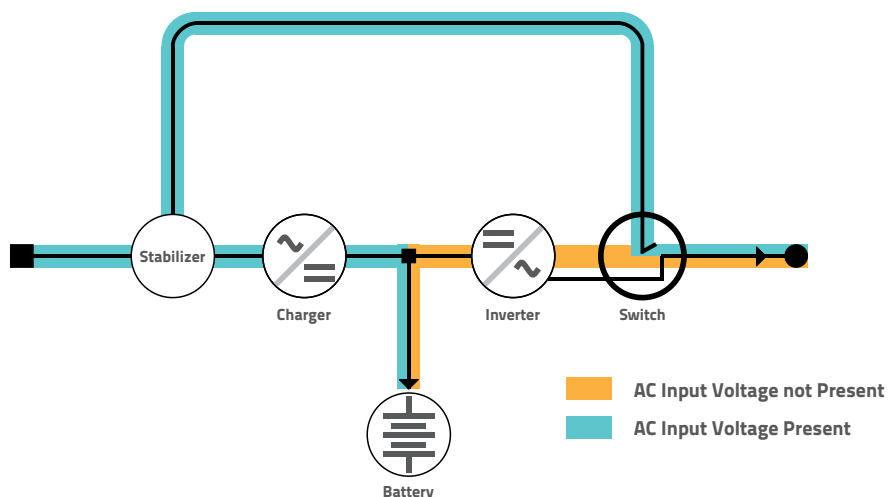 Stabilizer
Charger
Inverter
Switch
AC Input Voltage not Present
AC Input Voltage Present
Battery